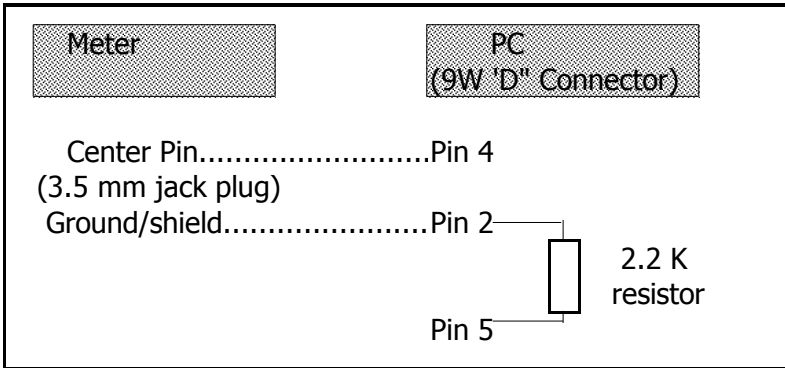 Meter
PC
(9W 'D" Connector)
Center Pin..........................Pin 4
(3.5 mm jack plug)
Ground/shield.......................Pin 2
2.2 K
resistor
Pin 5